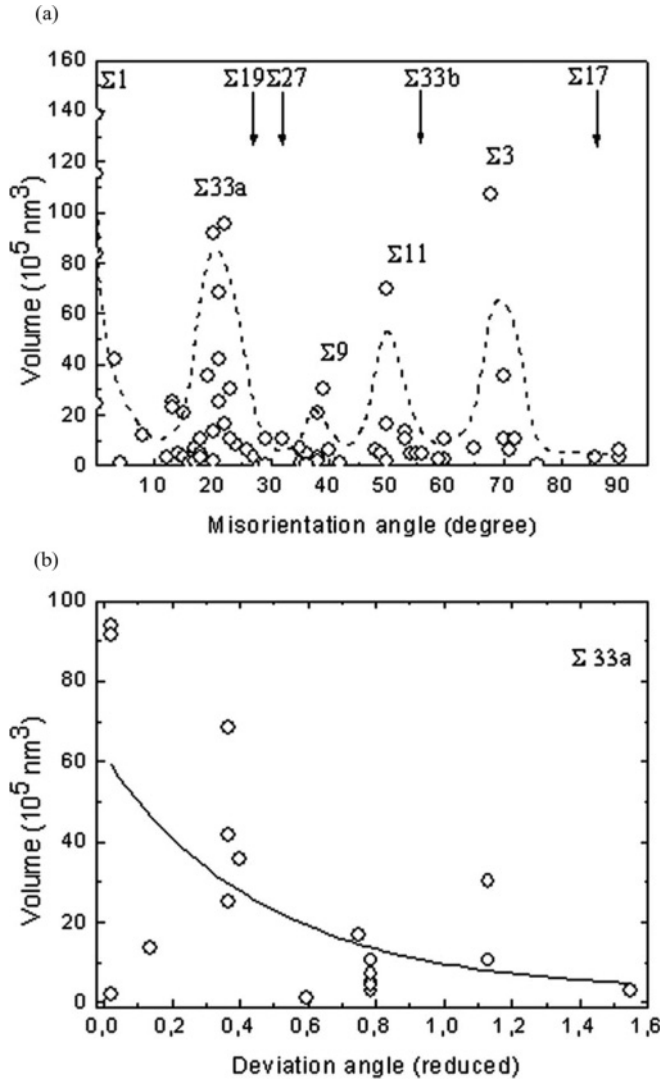 (a)
160
Σ1
Σ19
Σ27
Σ33b
Σ17
140
120
Σ3
100
Σ33a
80
Σ11
60
40
Σ9
20
0
10 20 30 40 50 60 70 80 90
Volume (10⁵ nm³)
Misorientation angle (degree)
(b)
100
80
Σ 33a
60
40
20
0
0,0 0,2 0,4 0,6 0,8 1,0 1,2 1,4 1,6
Volume (10⁵ nm³)
Deviation angle (reduced)